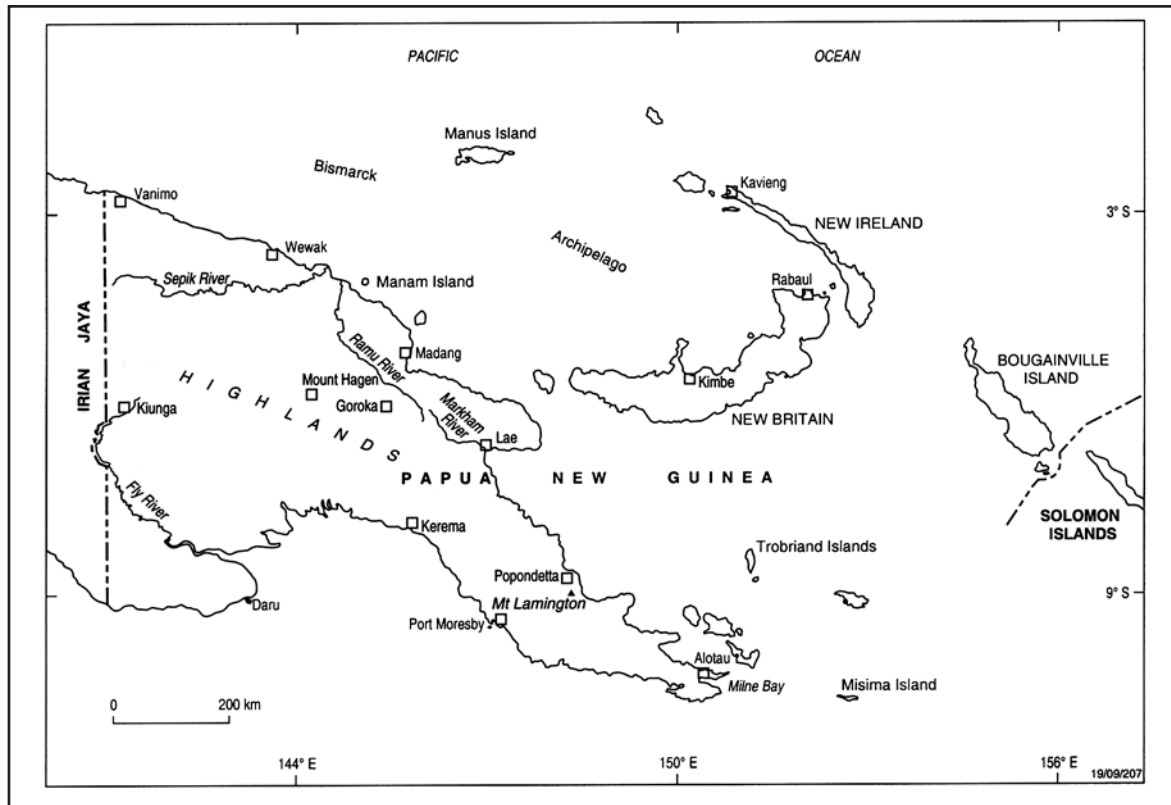 PACIFIC
OCEAN
Manus Island
Bismarck
Kavieng
Vanimo
3° S
NEW IRELAND
Wewak
Archipelago
Sepik River
Manam Island
Rabaul
IRIAN JAYA
Ramu River
Madang
BOUGAINVILLE
ISLAND
HIGHLANDS
Mount Hagen
Kimbe
Kiunga
Goroka
Markham
River
NEW BRITAIN
Lae
PAPUA NEW GUINEA
Fly River
Kerema
SOLOMON
ISLANDS
Trobriand Islands
Popondetta
9° S
Daru
Mt Lamington
Port Moresby
Alotau
Milne Bay
Misima Island
0
200 km
144° E
150° E
156° E
19/09/207